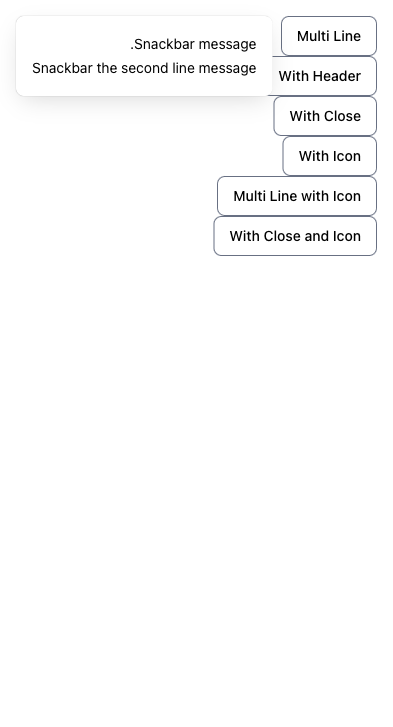 .Snackbar message
Snackbar the second line message
Multi Line
With Header
With Close
With Icon
Multi Line with Icon
With Close and Icon